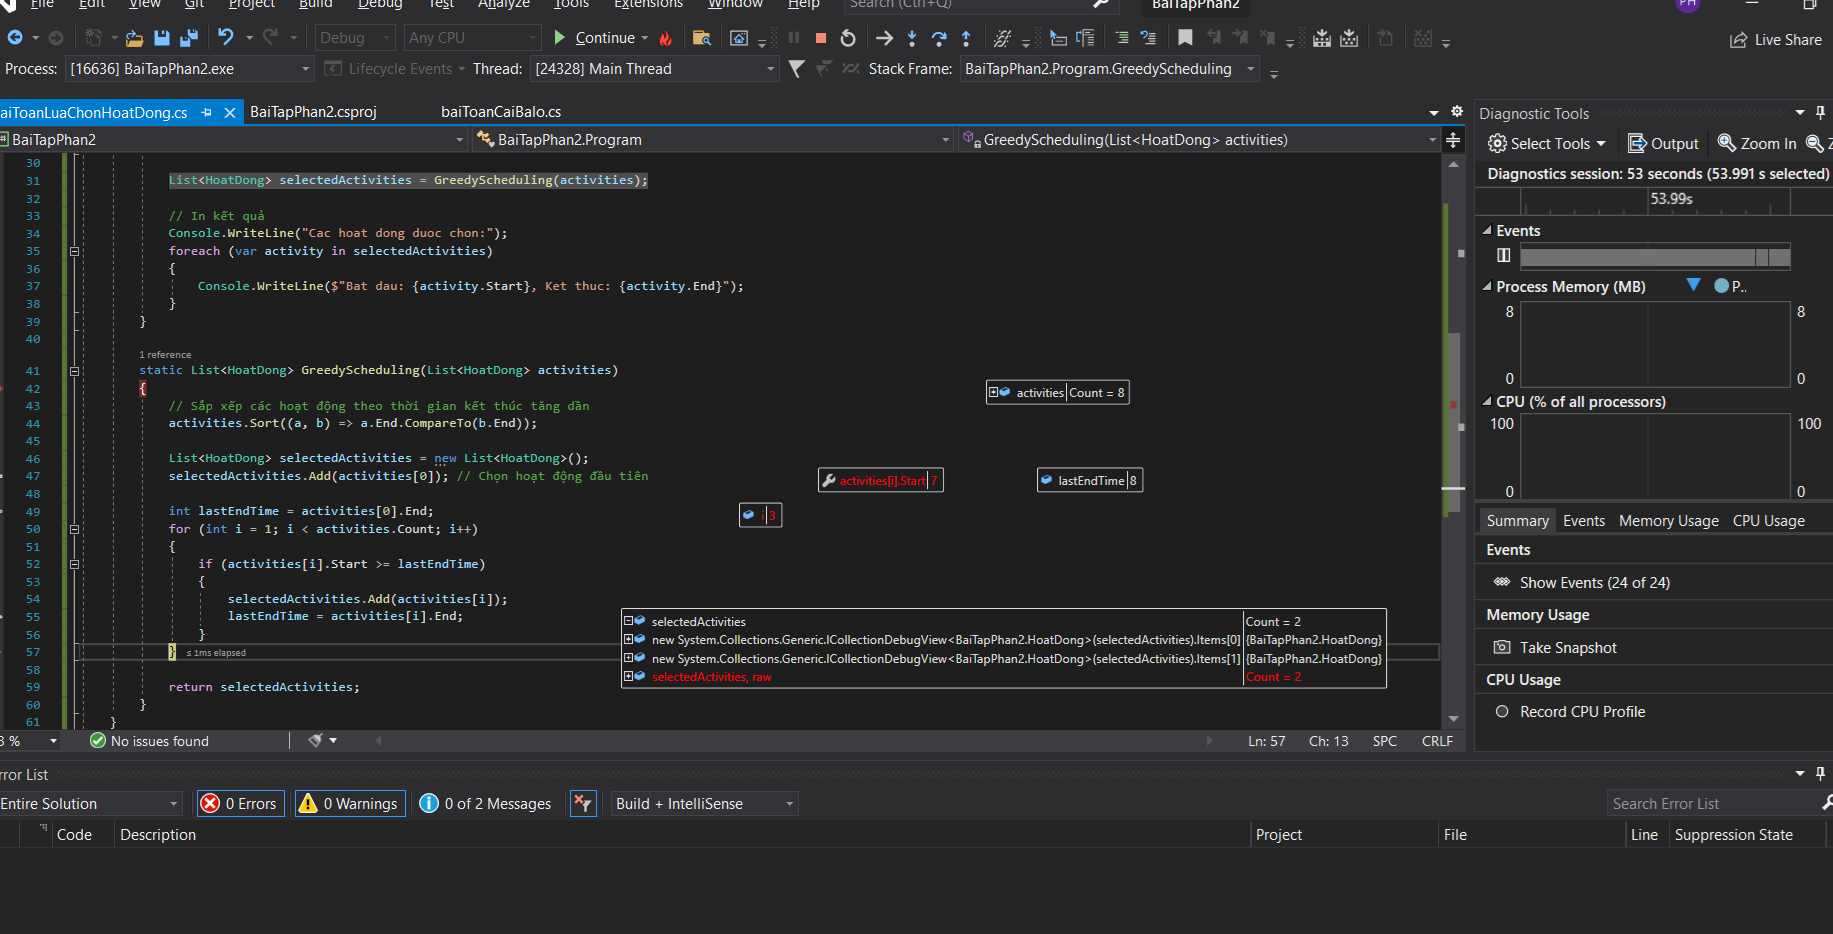 File Edit View Git Project Build Debug Test Analyze Tools Extensions Window Help Search (Ctrl+Q) BaiTapPhan2 PH
Debug Any CPU Continue Live Share
Process: [16636] BaiTapPhan2.exe Lifecycle Events Thread: [24328] Main Thread Stack Frame: BaiTapPhan2.Program.GreedyScheduling
aiToanLuaChonHoatDong.cs BaiTapPhan2.csproj baiToanCaiBalo.cs
BaiTapPhan2 BaiTapPhan2.Program GreedyScheduling(List<HoatDong> activities)
30
31 List<HoatDong> selectedActivities = GreedyScheduling(activities);
32
33 // In kết quả
34 Console.WriteLine("Cac hoat dong duoc chon:");
35 foreach (var activity in selectedActivities)
36 {
37 Console.WriteLine($"Bat dau: {activity.Start}, Ket thuc: {activity.End}");
38 }
39 }
40
1 reference
41 static List<HoatDong> GreedyScheduling(List<HoatDong> activities)
42 {
activities Count = 8
43 // Sắp xếp các hoạt động theo thời gian kết thúc tăng dần
44 activities.Sort((a, b) => a.End.CompareTo(b.End));
45
46 List<HoatDong> selectedActivities = new List<HoatDong>();
47 selectedActivities.Add(activities[0]); // Chọn hoạt động đầu tiên
activities[i].Start 7 lastEndTime 8
48
49 int lastEndTime = activities[0].End;
i 3
50 for (int i = 1; i < activities.Count; i++)
51 {
52 if (activities[i].Start >= lastEndTime)
53 {
54 selectedActivities.Add(activities[i]);
55 lastEndTime = activities[i].End;
selectedActivities Count = 2
56 }
new System.Collections.Generic.ICollectionDebugView<BaiTapPhan2.HoatDong>(selectedActivities).Items[0] {BaiTapPhan2.HoatDong}
57 } ≤ 1ms elapsed
new System.Collections.Generic.ICollectionDebugView<BaiTapPhan2.HoatDong>(selectedActivities).Items[1] {BaiTapPhan2.HoatDong}
58
selectedActivities, raw Count = 2
59 return selectedActivities;
60 }
61 }
3 % No issues found Ln: 57 Ch: 13 SPC CRLF
Diagnostic Tools
Select Tools Output Zoom In Z
Diagnostics session: 53 seconds (53.991 s selected)
53.99s
Events
Process Memory (MB) P..
8 8
0 0
CPU (% of all processors)
100 100
0 0
Summary Events Memory Usage CPU Usage
Events
Show Events (24 of 24)
Memory Usage
Take Snapshot
CPU Usage
Record CPU Profile
rror List
Entire Solution 0 Errors 0 Warnings 0 of 2 Messages Build + IntelliSense Search Error List
Code Description Project File Line Suppression State